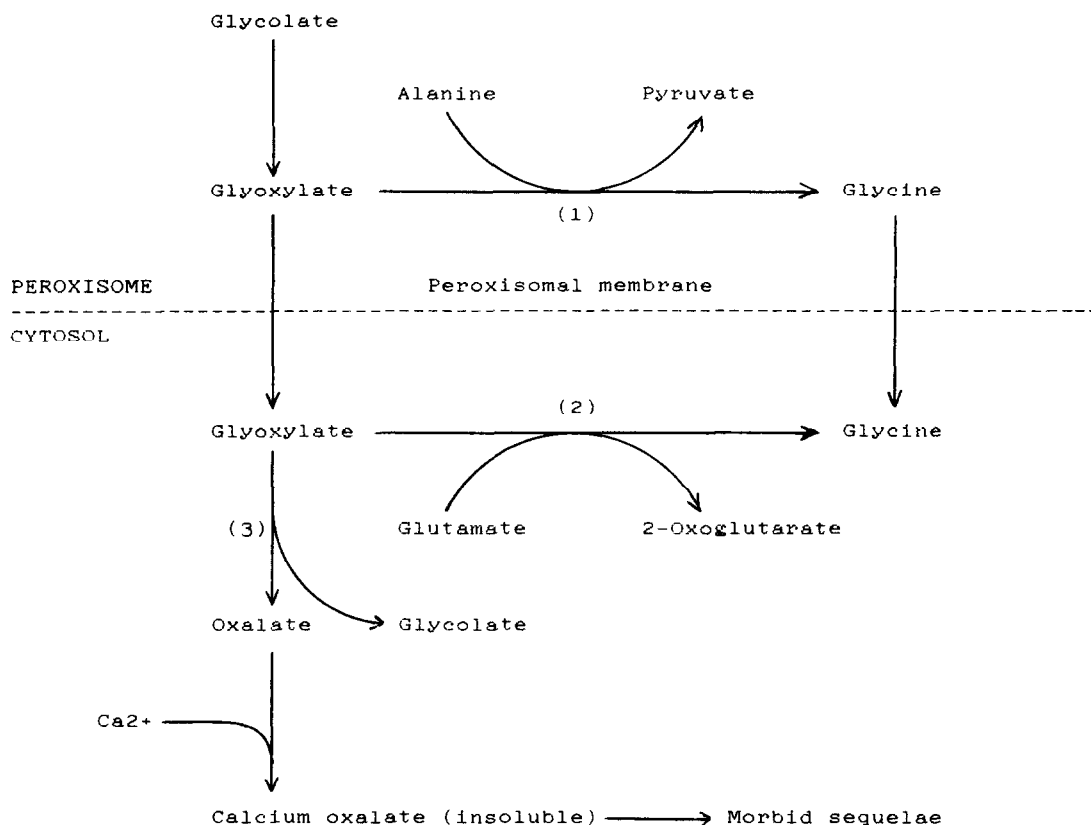 Glycolate
Alanine Pyruvate
Glyoxylate Glycine
(1)
PEROXISOME Peroxisomal membrane
CYTOSOL
(2)
Glyoxylate Glycine
(3) Glutamate 2-Oxoglutarate
Oxalate Glycolate
Ca2+
Calcium oxalate (insoluble) Morbid sequelae